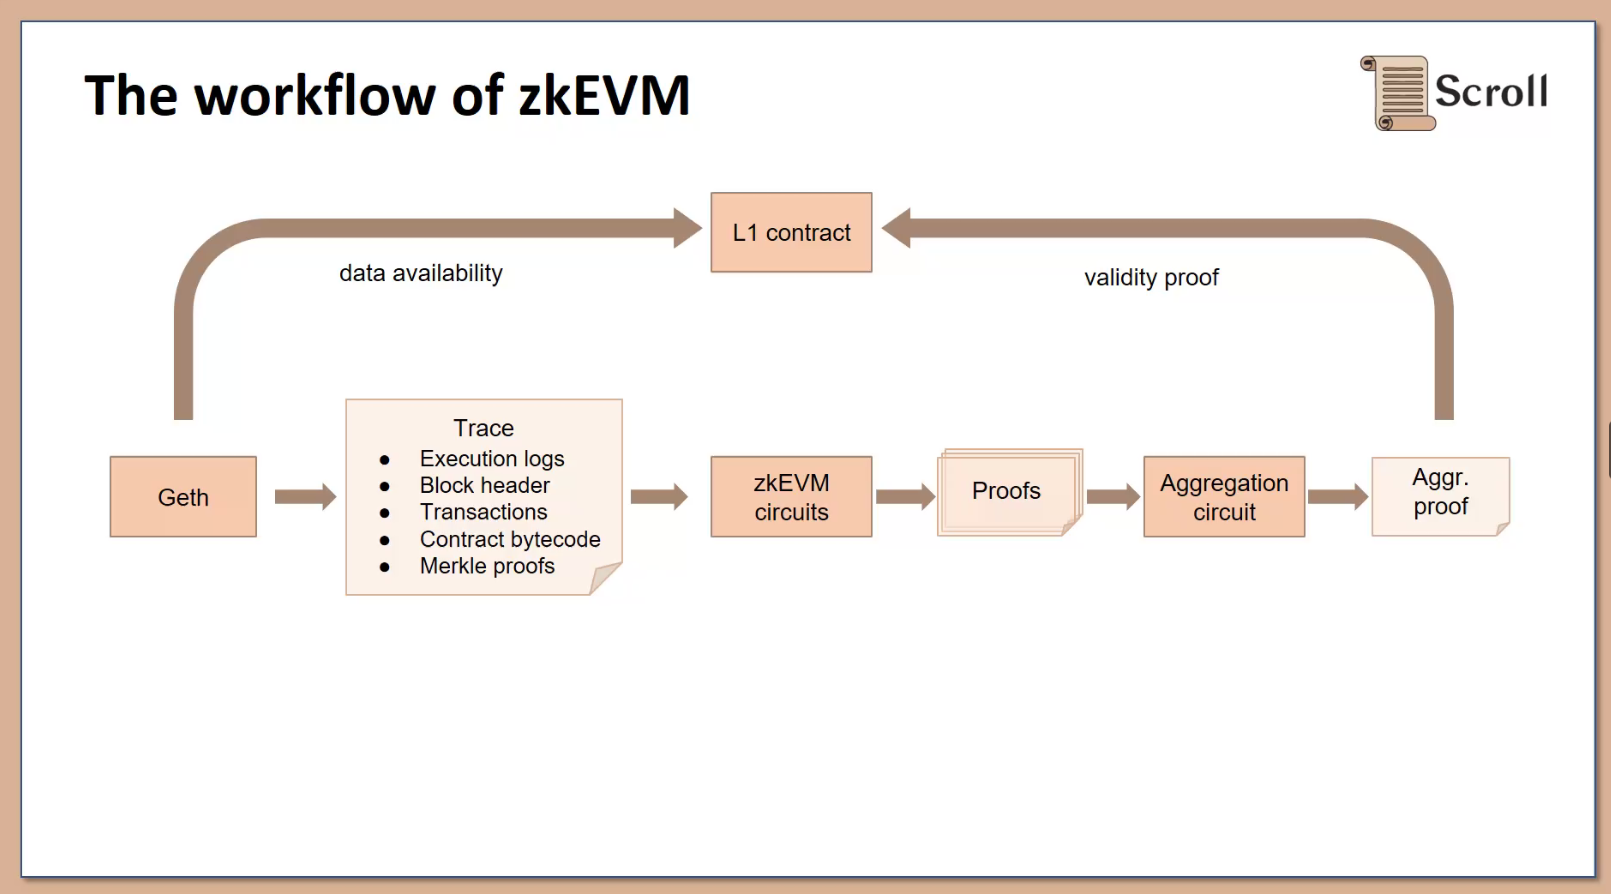 The workflow of zkEVM
Scroll
L1 contract
data availability
validity proof
Geth
Trace
● Execution logs
● Block header
● Transactions
● Contract bytecode
● Merkle proofs
zkEVM
circuits
Proofs
Aggregation
circuit
Aggr.
proof